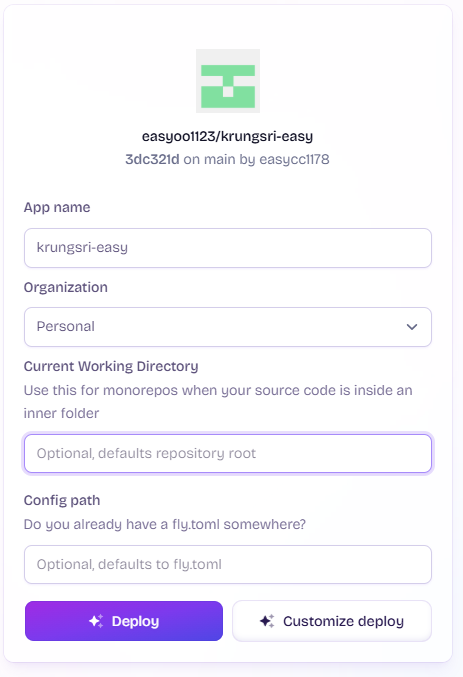 easyoo1123/krungsri-easy
3dc321d on main by easycc1178
App name
krungsri-easy
Organization
Personal
Current Working Directory
Use this for monorepos when your source code is inside an
inner folder
Optional, defaults repository root
Config path
Do you already have a fly.toml somewhere?
Optional, defaults to fly.toml
Deploy
Customize deploy